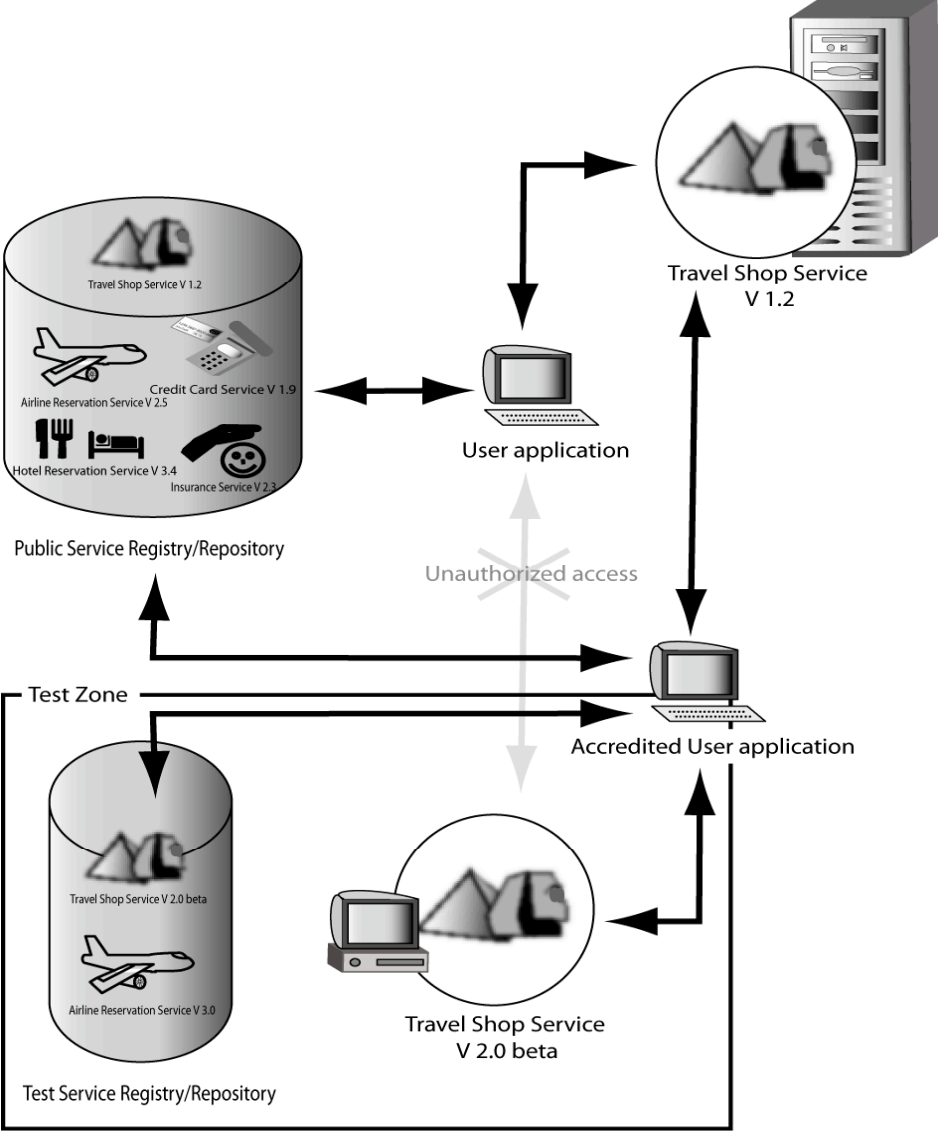 Travel Shop Service
V 1.2
Travel Shop Service V 1.2
Credit Card Service V 1.9
Airline Reservation Service V 2.5
Hotel Reservation Service V 3.4
Insurance Service V 2.3
Public Service Registry/Repository
User application
Unauthorized access
Test Zone
Accredited User application
Travel Shop Service V 2.0 beta
Airline Reservation Service V 3.0
Test Service Registry/Repository
Travel Shop Service
V 2.0 beta